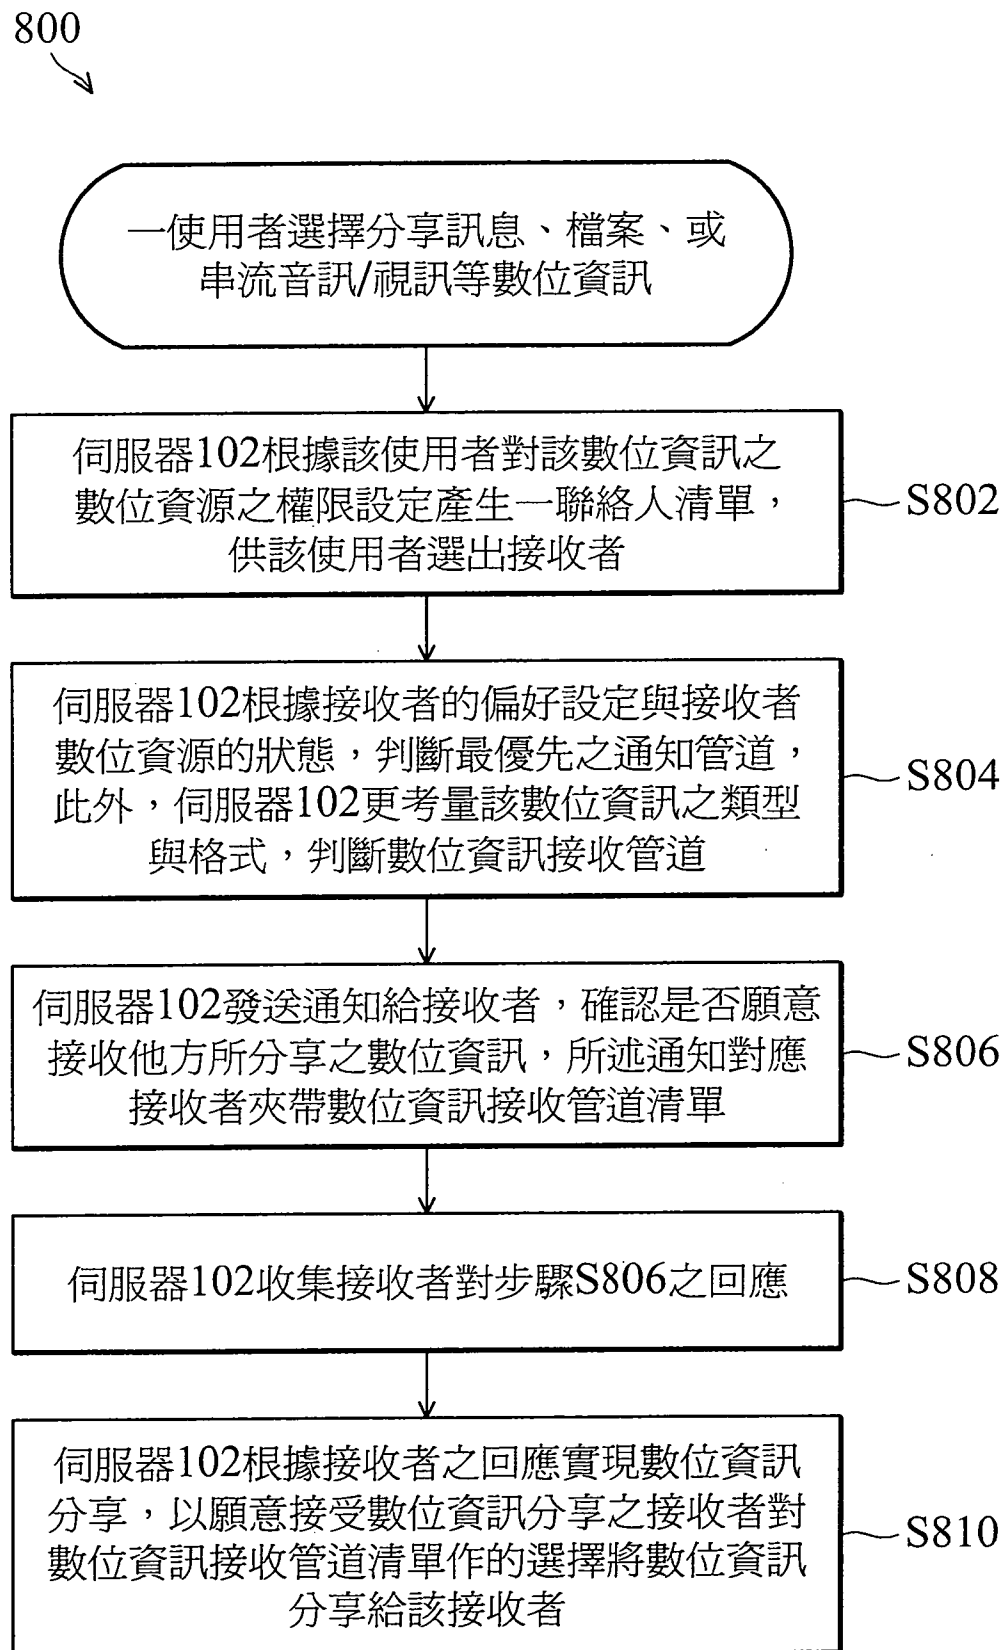 800
一使用者選擇分享訊息、檔案、或
串流音訊/視訊等數位資訊
伺服器102根據該使用者對該數位資訊之
數位資源之權限設定產生一聯絡人清單，
供該使用者選出接收者
S802
伺服器102根據接收者的偏好設定與接收者
數位資源的狀態，判斷最優先之通知管道，
此外，伺服器102更考量該數位資訊之類型
與格式，判斷數位資訊接收管道
S804
伺服器102發送通知給接收者，確認是否願意
接收他方所分享之數位資訊，所述通知對應
接收者夾帶數位資訊接收管道清單
S806
伺服器102收集接收者對步驟S806之回應
S808
伺服器102根據接收者之回應實現數位資訊
分享，以願意接受數位資訊分享之接收者對
數位資訊接收管道清單作的選擇將數位資訊
分享給該接收者
S810